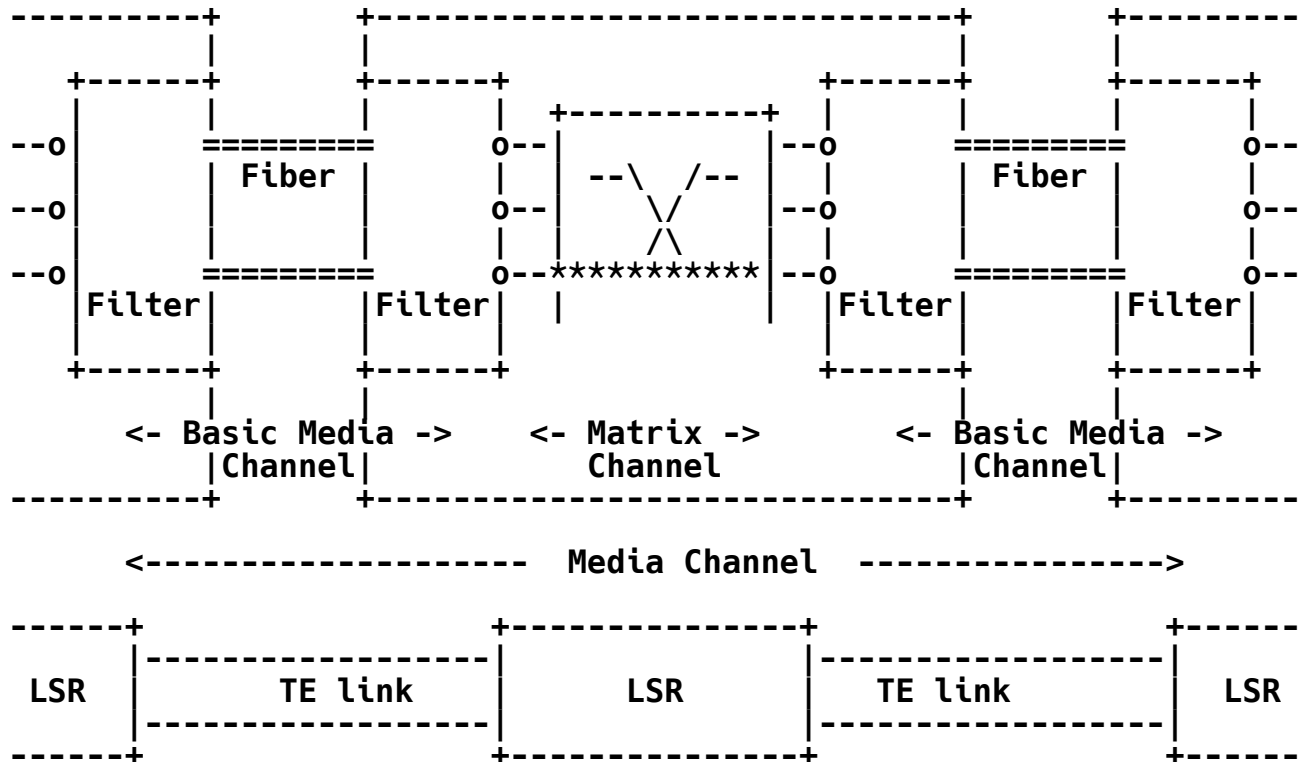 Fiber Fiber
Filter Filter Filter Filter
<- Basic Media -> <- Matrix -> <- Basic Media ->
Channel Channel Channel
<--------------------- Media Channel ---------------->
LSR TE link LSR TE link LSR